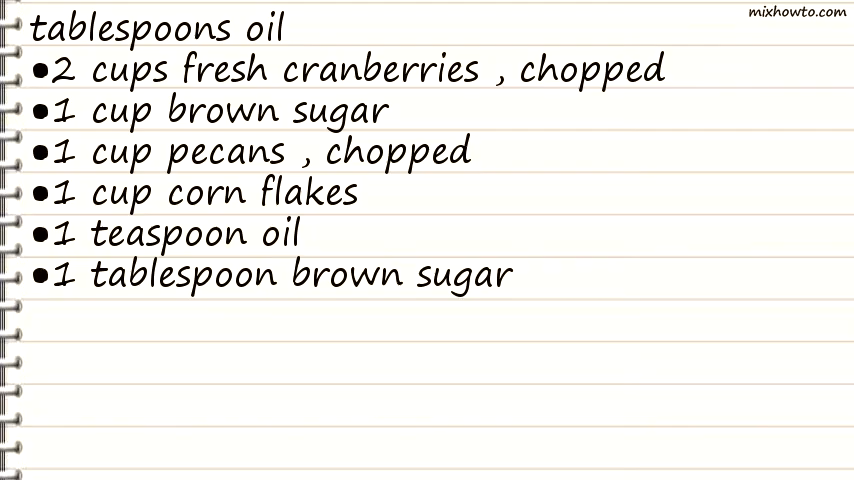 mixhowto.com
tablespoons oil
•2 cups fresh cranberries , chopped
•1 cup brown sugar
•1 cup pecans , chopped
•1 cup corn flakes
•1 teaspoon oil
•1 tablespoon brown sugar